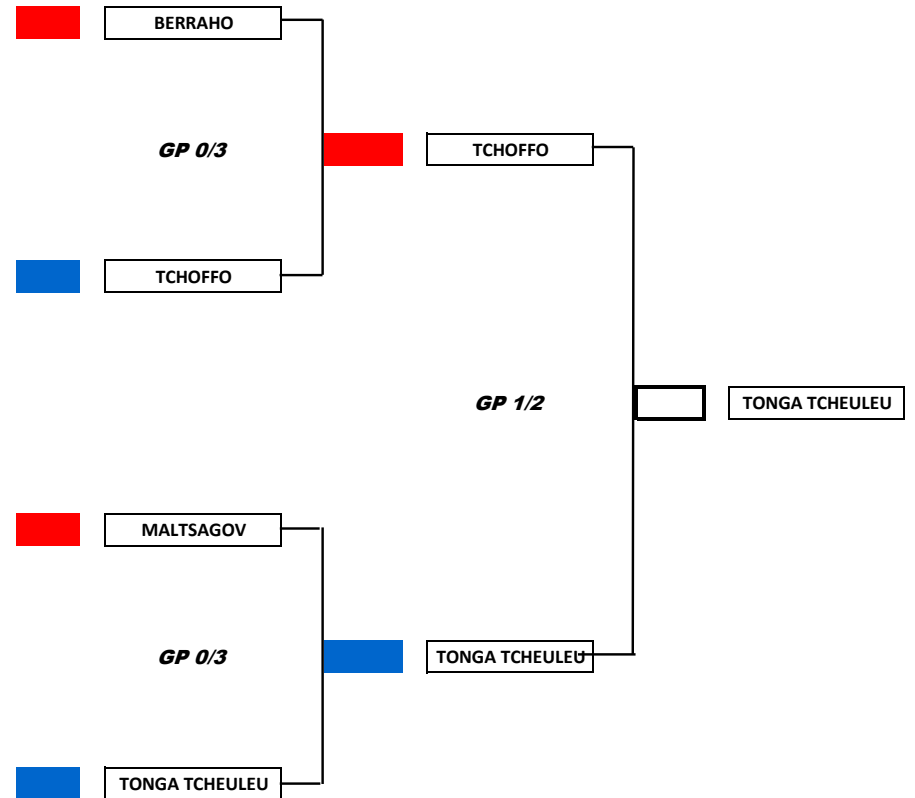 BERRAHO
GP 0/3
TCHOFFO
TCHOFFO
GP 1/2
TONGA TCHEULEU
MALTSAGOV
GP 0/3
TONGA TCHEULEU
TONGA TCHEULEU